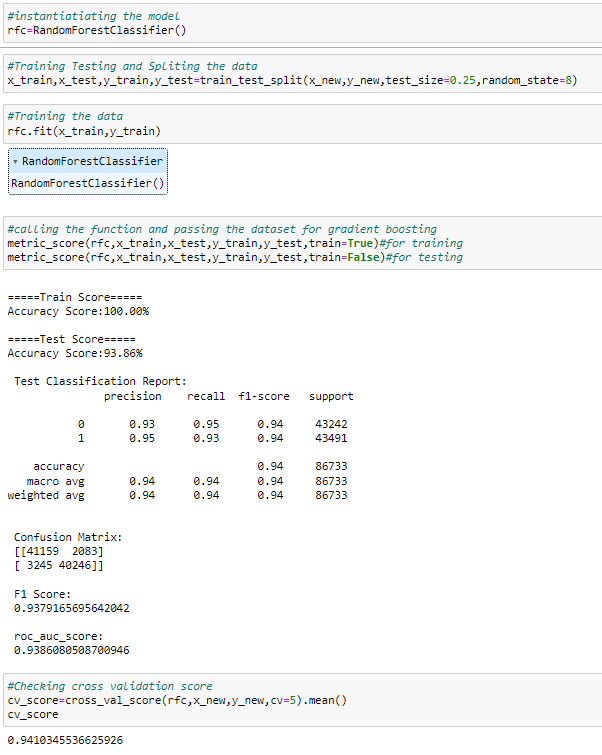 #instantiatiating the model
rfc=RandomForestClassifier()
#Training Testing and Spliting the data
x_train,x_test,y_train,y_test=train_test_split(x_new,y_new,test_size=0.25,random_state=8)
#Training the data
rfc.fit(x_train,y_train)
▾ RandomForestClassifier
RandomForestClassifier()
#calling the function and passing the dataset for gradient boosting
metric_score(rfc,x_train,x_test,y_train,y_test,train=True)#for training
metric_score(rfc,x_train,x_test,y_train,y_test,train=False)#for testing
=====Train Score=====
Accuracy Score:100.00%
=====Test Score=====
Accuracy Score:93.86%
Test Classification Report:
precision recall f1-score support
0 0.93 0.95 0.94 43242
1 0.95 0.93 0.94 43491
accuracy 0.94 86733
macro avg 0.94 0.94 0.94 86733
weighted avg 0.94 0.94 0.94 86733
Confusion Matrix:
[[41159 2083]
[ 3245 40246]]
F1 Score:
0.9379165695642042
roc_auc_score:
0.9386080508700946
#Checking cross validation score
cv_score=cross_val_score(rfc,x_new,y_new,cv=5).mean()
cv_score
0.9410345536625926